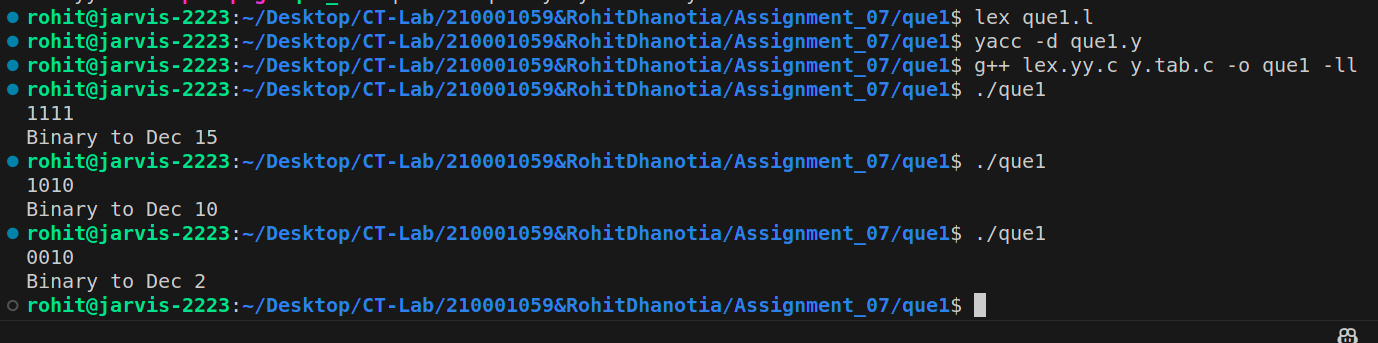 rohit@jarvis-2223:~/Desktop/CT-Lab/210001059&RohitDhanotia/Assignment_07/que1$ lex que1.l
rohit@jarvis-2223:~/Desktop/CT-Lab/210001059&RohitDhanotia/Assignment_07/que1$ yacc -d que1.y
rohit@jarvis-2223:~/Desktop/CT-Lab/210001059&RohitDhanotia/Assignment_07/que1$ g++ lex.yy.c y.tab.c -o que1 -ll
rohit@jarvis-2223:~/Desktop/CT-Lab/210001059&RohitDhanotia/Assignment_07/que1$ ./que1
1111
Binary to Dec 15
rohit@jarvis-2223:~/Desktop/CT-Lab/210001059&RohitDhanotia/Assignment_07/que1$ ./que1
1010
Binary to Dec 10
rohit@jarvis-2223:~/Desktop/CT-Lab/210001059&RohitDhanotia/Assignment_07/que1$ ./que1
0010
Binary to Dec 2
rohit@jarvis-2223:~/Desktop/CT-Lab/210001059&RohitDhanotia/Assignment_07/que1$